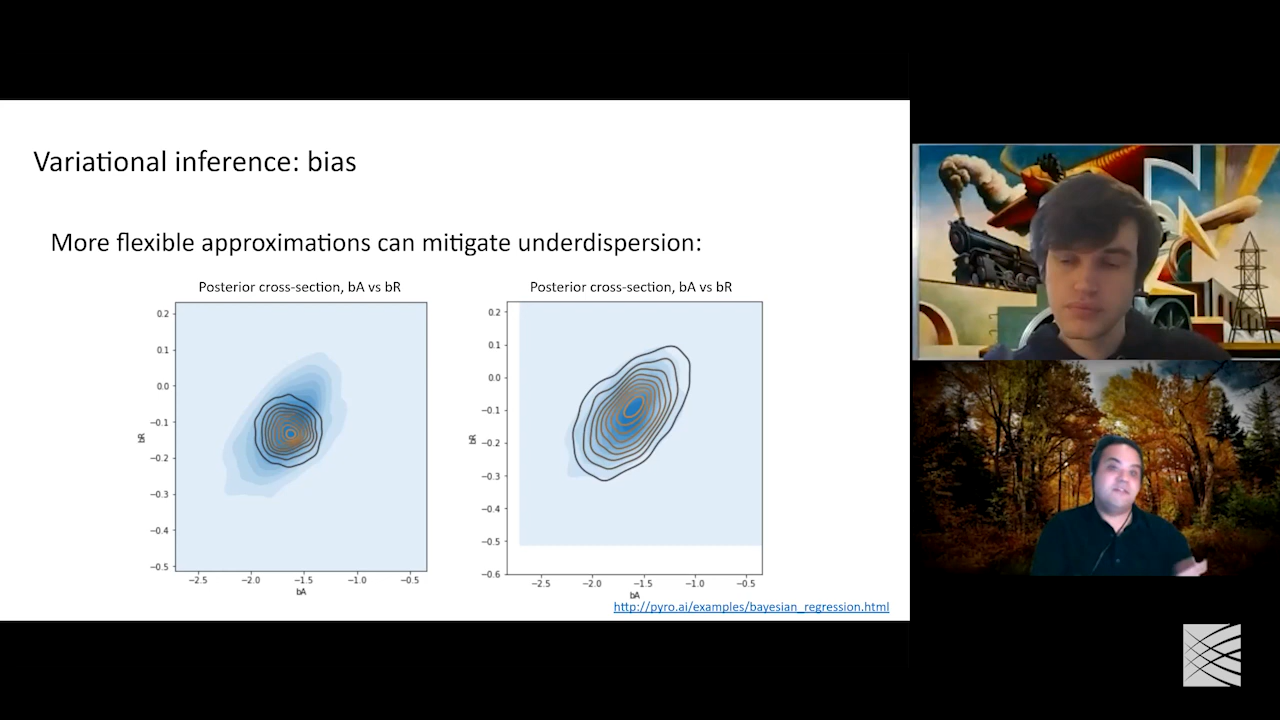 Variational inference: bias
More flexible approximations can mitigate underdispersion:
Posterior cross-section, bA vs bR
0.2
0.1
0.0
−0.1
−0.2
−0.3
−0.4
−0.5
bR
−2.5 −2.0 −1.5 −1.0 −0.5
bA
Posterior cross-section, bA vs bR
0.2
0.1
0.0
−0.1
−0.2
−0.3
−0.4
−0.5
−0.6
bR
−2.5 −2.0 −1.5 −1.0 −0.5
bA
http://pyro.ai/examples/bayesian_regression.html